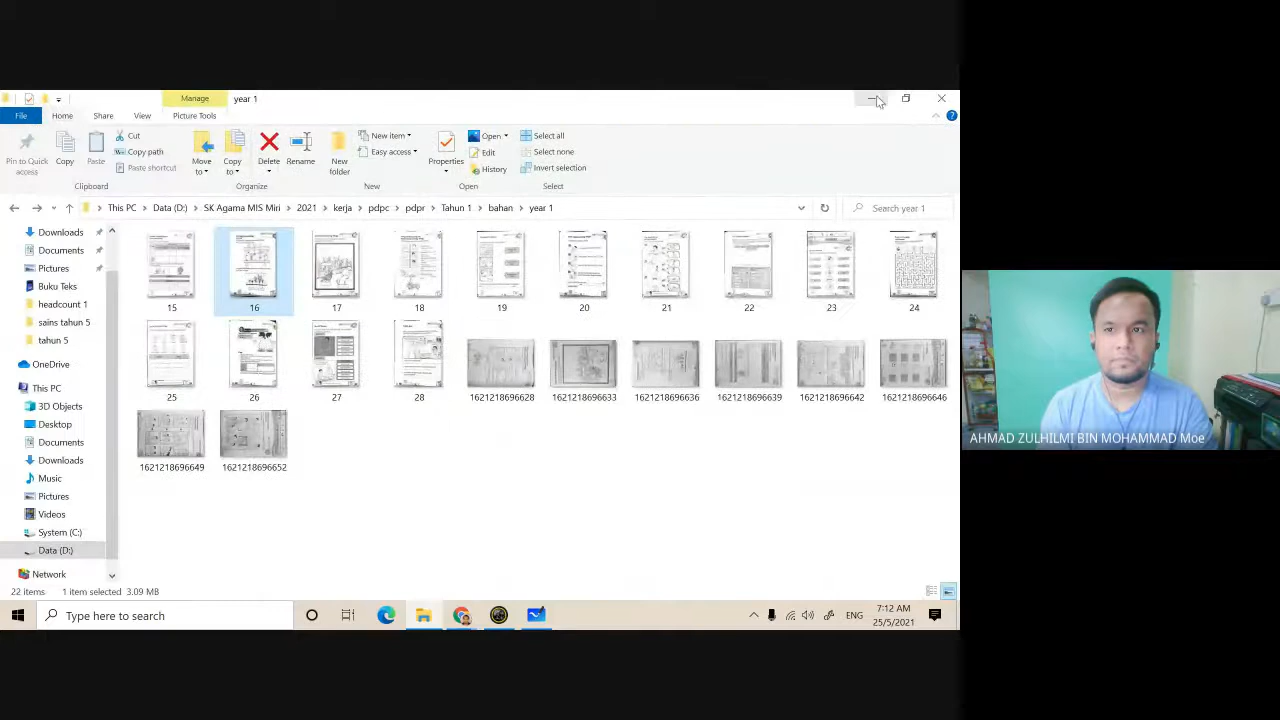 Manage
year 1
File
Home
Share
View
Picture Tools
Pin to Quick access
Copy
Paste
Cut
Copy path
Paste shortcut
Clipboard
Move to
Copy to
Delete
Rename
Organize
New folder
New item
Easy access
New
Properties
Open
Edit
History
Open
Select all
Select none
Invert selection
Select
This PC > Data (D:) > SK Agama MIS Miri > 2021 > kerja > pdpc > pdpr > Tahun 1 > bahan > year 1
Search year 1
Downloads
Documents
Pictures
Buku Teks
headcount 1
sains tahun 5
tahun 5
OneDrive
This PC
3D Objects
Desktop
Documents
Downloads
Music
Pictures
Videos
System (C:)
Data (D:)
Network
15 16 17 18 19 20 21 22 23 24
25 26 27 28 1621218696628 1621218696633 1621218696636 1621218696639 1621218696642 1621218696646
1621218696649 1621218696652
22 items 1 item selected 3.09 MB
Type here to search
ENG
7:12 AM
25/5/2021
AHMAD ZULHILMI BIN MOHAMMAD Moe